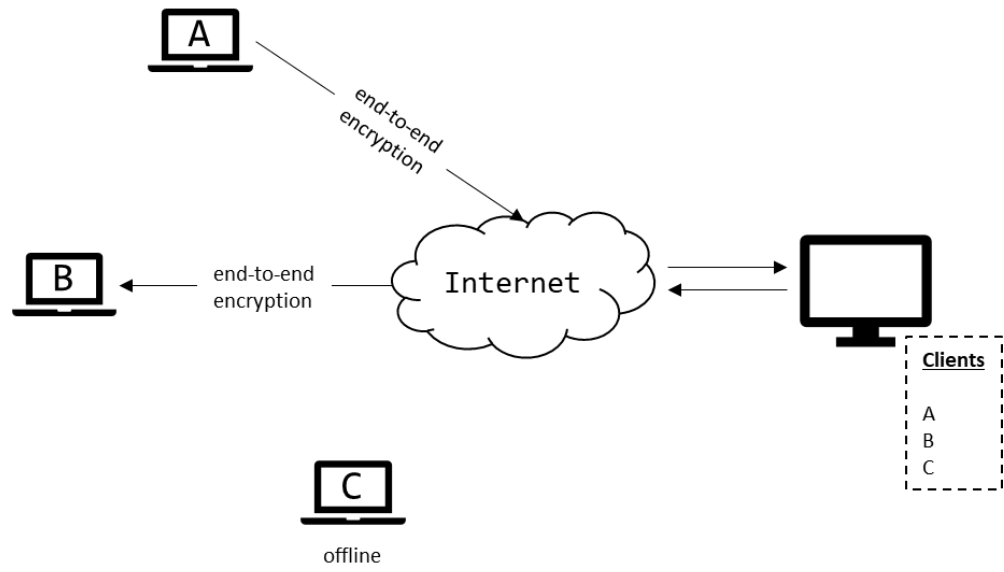 A
end-to-end
encryption
B
end-to-end
encryption
Internet
Clients
A
B
C
C
offline